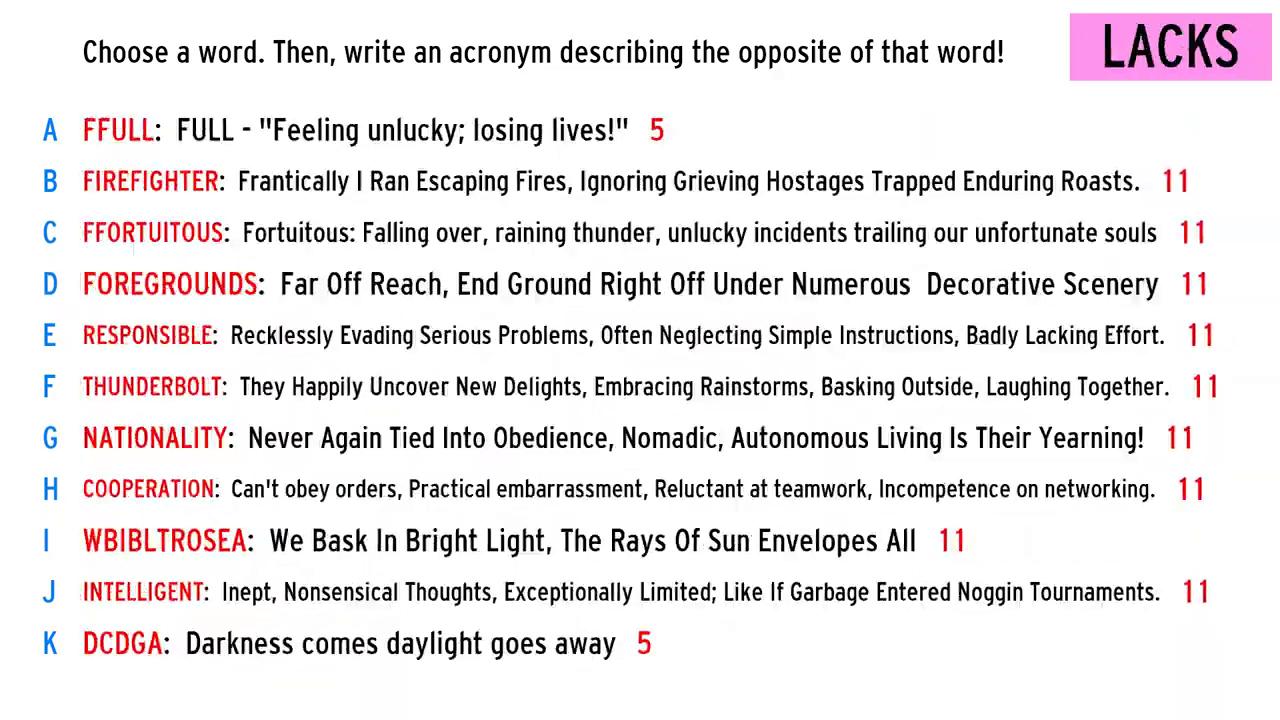 Choose a word. Then, write an acronym describing the opposite of that word!
LACKS
A FFULL: FULL - "Feeling unlucky; losing lives!" 5
B FIREFIGHTER: Frantically I Ran Escaping Fires, Ignoring Grieving Hostages Trapped Enduring Roasts. 11
C FFORTUITOUS: Fortuitous: Falling over, raining thunder, unlucky incidents trailing our unfortunate souls 11
D FOREGROUNDS: Far Off Reach, End Ground Right Off Under Numerous Decorative Scenery 11
E RESPONSIBLE: Recklessly Evading Serious Problems, Often Neglecting Simple Instructions, Badly Lacking Effort. 11
F THUNDERBOLT: They Happily Uncover New Delights, Embracing Rainstorms, Basking Outside, Laughing Together. 11
G NATIONALITY: Never Again Tied Into Obedience, Nomadic, Autonomous Living Is Their Yearning! 11
H COOPERATION: Can't obey orders, Practical embarrassment, Reluctant at teamwork, Incompetence on networking. 11
I WBIBLTROSEA: We Bask In Bright Light, The Rays Of Sun Envelopes All 11
J INTELLIGENT: Inept, Nonsensical Thoughts, Exceptionally Limited; Like If Garbage Entered Noggin Tournaments. 11
K DCDGA: Darkness comes daylight goes away 5